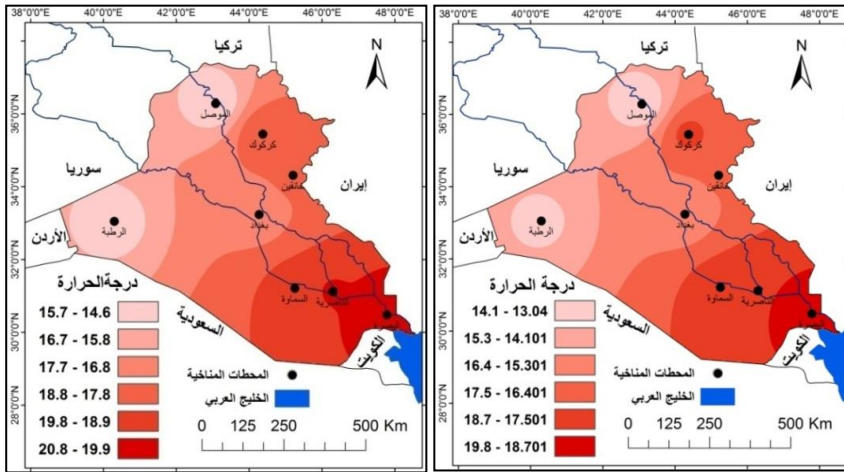 38°0'0"E 40°0'0"E 42°0'0"E 44°0'0"E 46°0'0"E 48°0'0"E
36°0'0"N
34°0'0"N
32°0'0"N
30°0'0"N
28°0'0"N
تركيا
N
الموصل
كركوك
سوريا
خانقين
إيران
بغداد
الرطبة
الأردن
الناصرية
السماوة
السعودية
الكويت
درجةالحرارة
15.7 - 14.6
16.7 - 15.8
17.7 - 16.8
18.8 - 17.8
19.8 - 18.9
20.8 - 19.9
المحطات المناخية
الخليج العربي
0 125 250 500 Km
38°0'0"E 40°0'0"E 42°0'0"E 44°0'0"E 46°0'0"E 48°0'0"E
36°0'0"N
34°0'0"N
32°0'0"N
30°0'0"N
28°0'0"N
تركيا
N
الموصل
كركوك
سوريا
خانقين
إيران
بغداد
الرطبة
الأردن
الناصرية
السماوة
السعودية
الكويت
درجة الحرارة
14.1 - 13.04
15.3 - 14.101
16.4 - 15.301
17.5 - 16.401
18.7 - 17.501
19.8 - 18.701
المحطات المناخية
الخليج العربي
0 125 250 500 Km